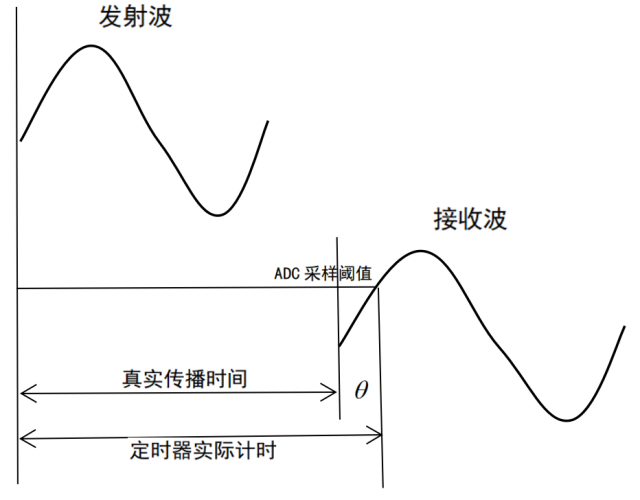 发射波
接收波
ADC 采样阈值
真实传播时间
θ
定时器实际计时